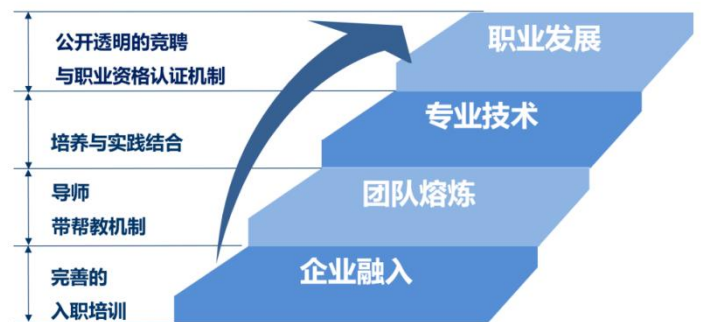 公开透明的竞聘
与职业资格认证机制
职业发展
培养与实践结合
专业技术
导师
带帮教机制
团队熔炼
完善的
入职培训
企业融入